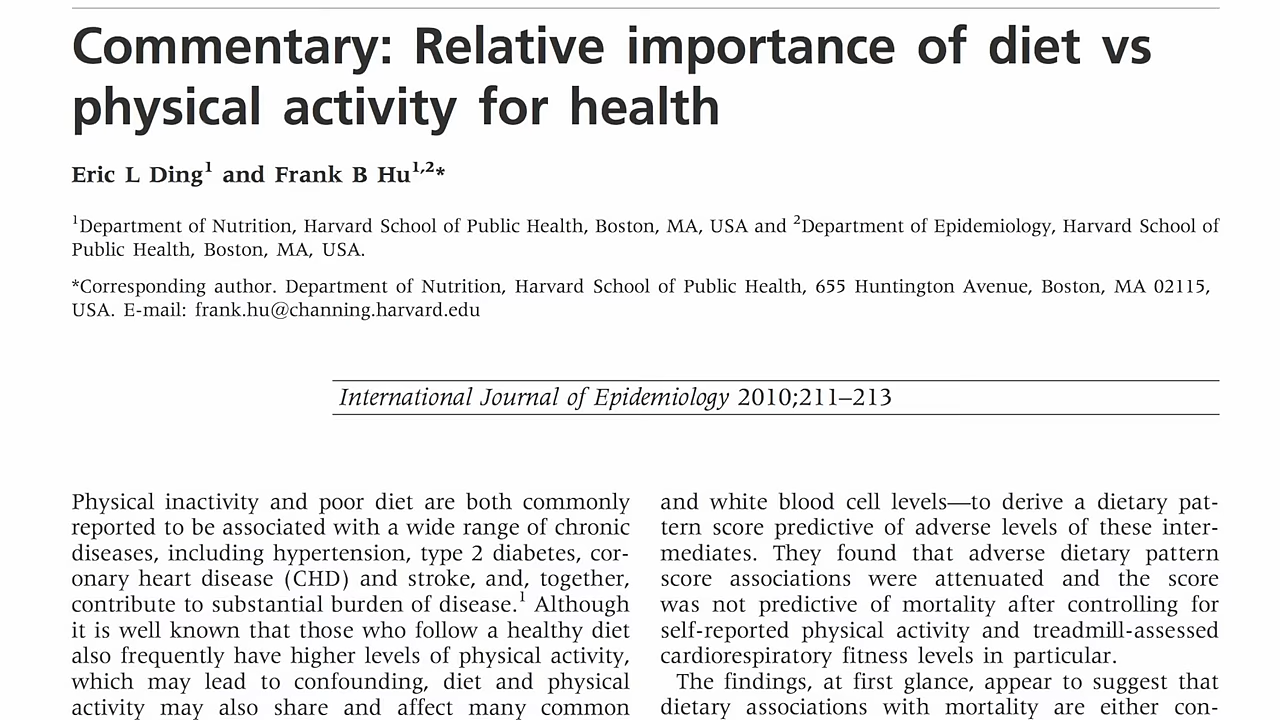 Commentary: Relative importance of diet vs
physical activity for health
Eric L Ding1 and Frank B Hu1,2*
1Department of Nutrition, Harvard School of Public Health, Boston, MA, USA and 2Department of Epidemiology, Harvard School of
Public Health, Boston, MA, USA.
*Corresponding author. Department of Nutrition, Harvard School of Public Health, 655 Huntington Avenue, Boston, MA 02115,
USA. E-mail: frank.hu@channing.harvard.edu
International Journal of Epidemiology 2010;211–213
Physical inactivity and poor diet are both commonly
reported to be associated with a wide range of chronic
diseases, including hypertension, type 2 diabetes, cor-
onary heart disease (CHD) and stroke, and, together,
contribute to substantial burden of disease.1 Although
it is well known that those who follow a healthy diet
also frequently have higher levels of physical activity,
which may lead to confounding, diet and physical
activity may also share and affect many common
and white blood cell levels—to derive a dietary pat-
tern score predictive of adverse levels of these inter-
mediates. They found that adverse dietary pattern
score associations were attenuated and the score
was not predictive of mortality after controlling for
self-reported physical activity and treadmill-assessed
cardiorespiratory fitness levels in particular.
The findings, at first glance, appear to suggest that
dietary associations with mortality are either con-